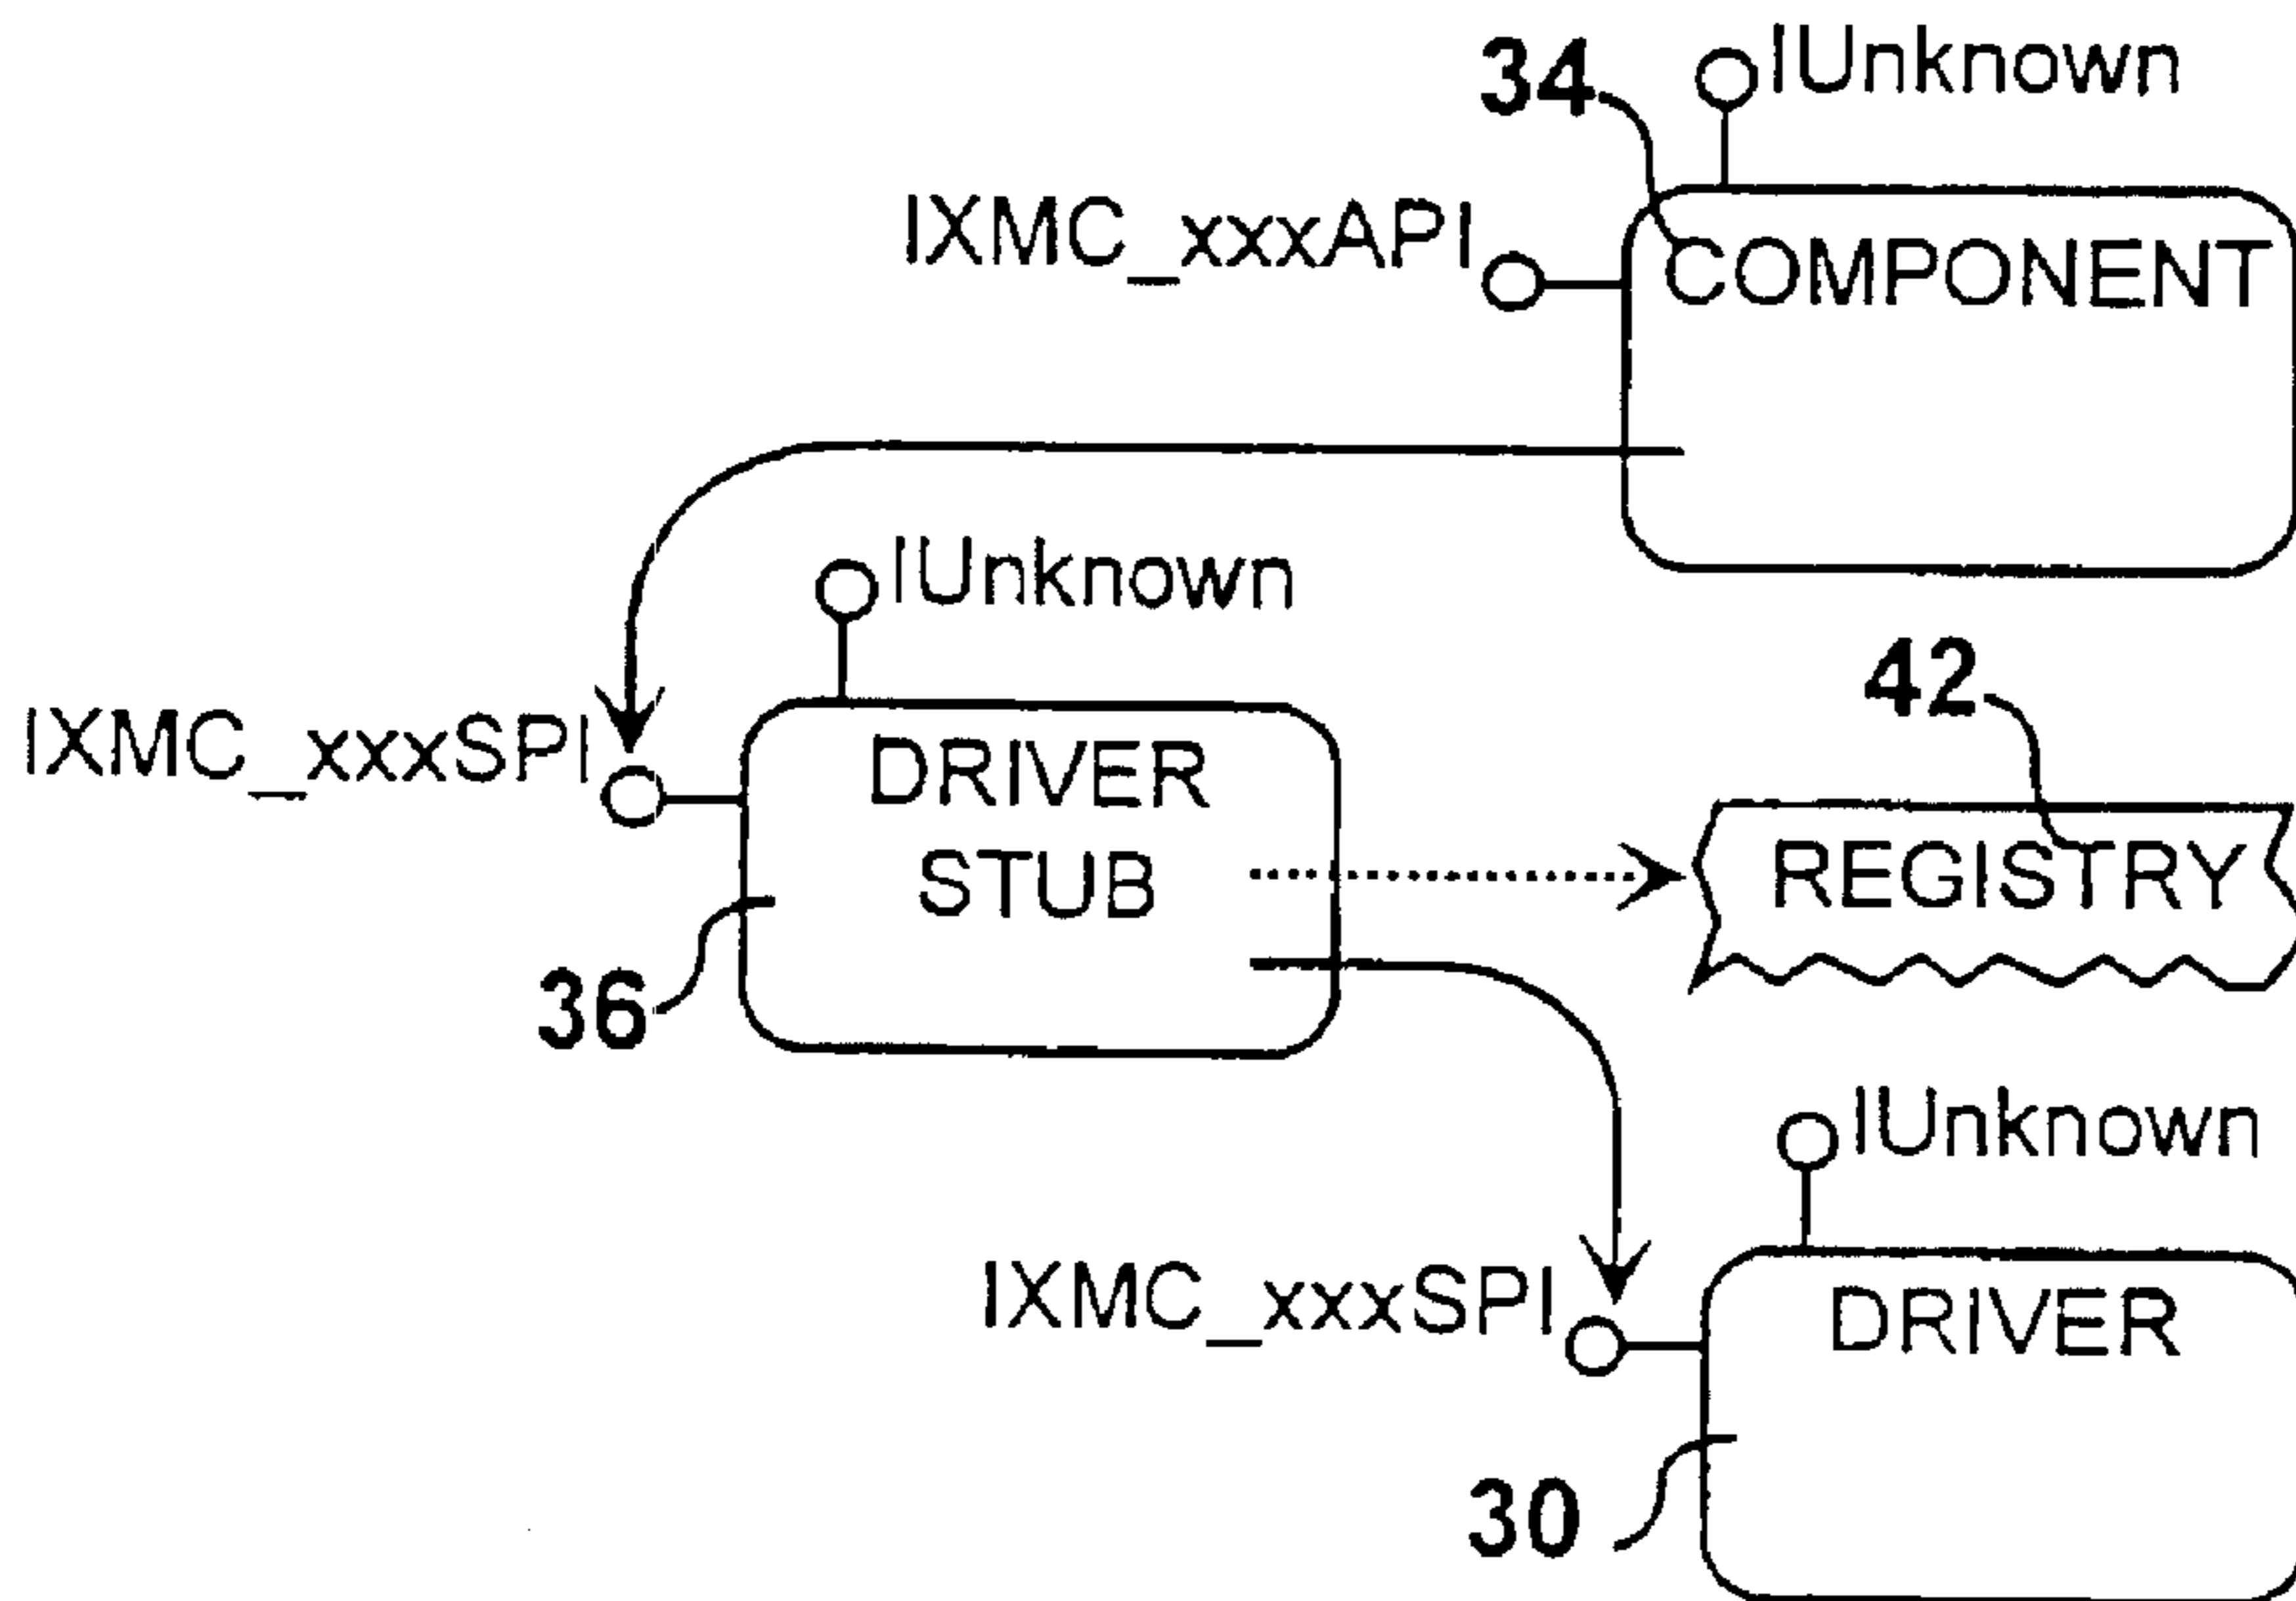 34
IUnknown
IXMC_xxxAPI
COMPONENT
IUnknown
42
IXMC_xxxSPI
DRIVER
STUB
REGISTRY
36
IUnknown
IXMC_xxxSPI
DRIVER
30